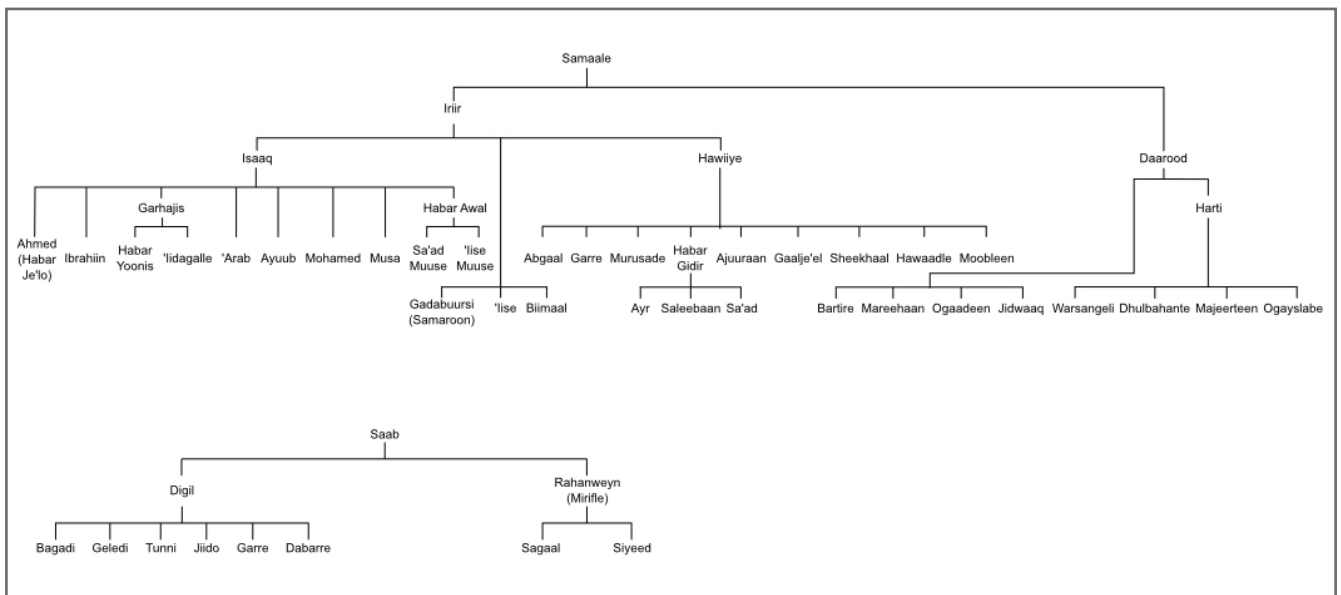 Samaale
Iriir
Isaaq
Hawiiye
Daarood
Garhajis
Habar Awal
Harti
Ahmed
(Habar
Je'lo)
Ibrahiin
Habar
Yoonis
'Iidagalle
'Arab
Ayuub
Mohamed
Musa
Sa'ad
Muuse
'Iise
Muuse
Abgaal
Garre
Murusade
Habar
Gidir
Ajuuraan
Gaalje'el
Sheekhaal
Hawaadle
Moobleen
Gadabuursi
(Samaroon)
'Iise
Biimaal
Ayr
Saleebaan
Sa'ad
Bartire
Mareehaan
Ogaadeen
Jidwaaq
Warsangeli
Dhulbahante
Majeerteen
Ogayslabe
Saab
Digil
Rahanweyn
(Mirifle)
Bagadi
Geledi
Tunni
Jiido
Garre
Dabarre
Sagaal
Siyeed